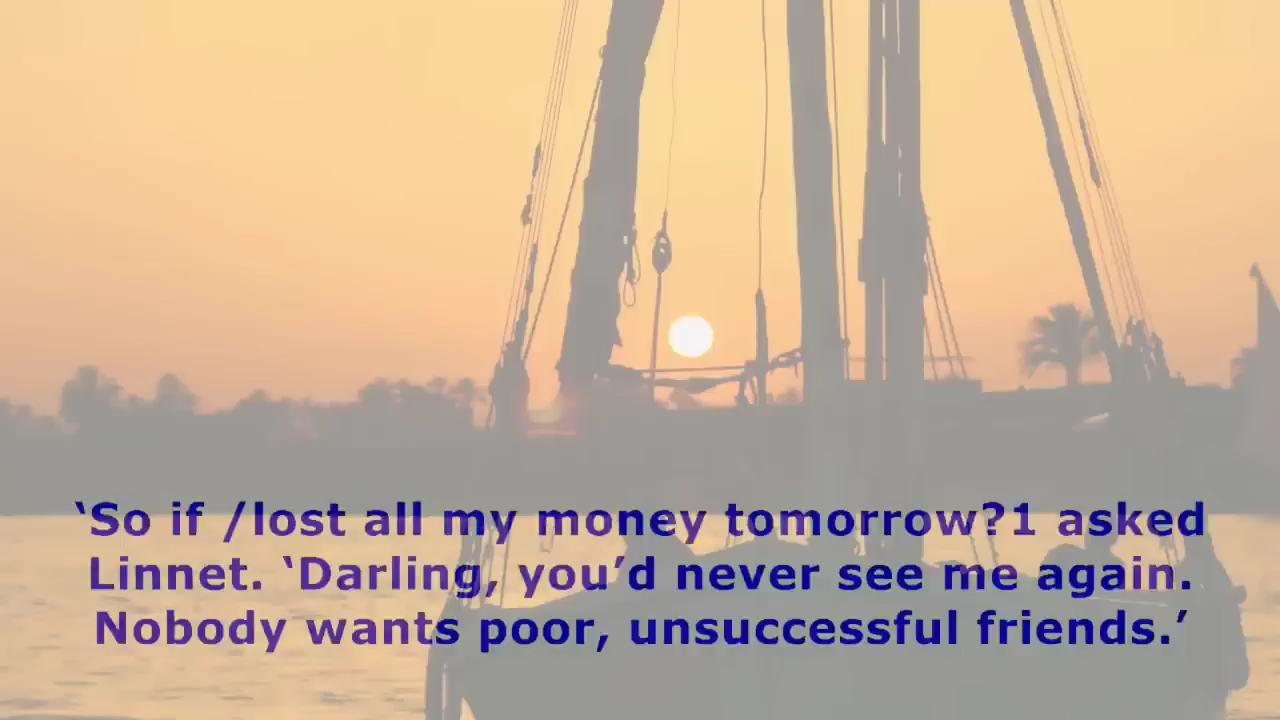 ‘So if /lost all my money tomorrow?1 asked
Linnet. ‘Darling, you’d never see me again.
Nobody wants poor, unsuccessful friends.’